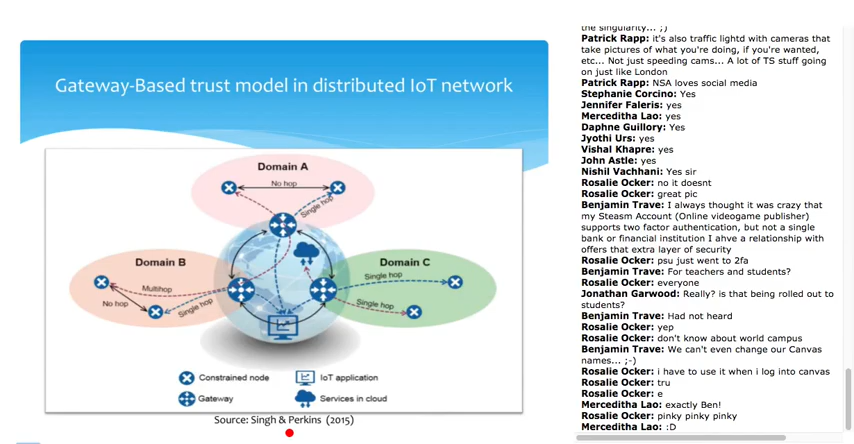 Gateway-Based trust model in distributed IoT network
Domain A
No hop
Single hop
Domain B
Multihop
No hop
Single hop
Domain C
Single hop
Single hop
Constrained node
IoT application
Gateway
Services in cloud
Source: Singh & Perkins (2015)
the singularity... ;)
Patrick Rapp: it's also traffic lightd with cameras that
take pictures of what you're doing, if you're wanted,
etc... Not just speeding cams... A lot of TS stuff going
on just like London
Patrick Rapp: NSA loves social media
Stephanie Corcino: Yes
Jennifer Faleris: yes
Merceditha Lao: yes
Daphne Guillory: Yes
Jyothi Urs: yes
Vishal Khapre: yes
John Astle: yes
Nishil Vachhani: Yes sir
Rosalie Ocker: no it doesnt
Rosalie Ocker: great pic
Benjamin Trave: I always thought it was crazy that
my Steasm Account (Online videogame publisher)
supports two factor authentication, but not a single
bank or financial institution I ahve a relationship with
offers that extra layer of security
Rosalie Ocker: psu just went to 2fa
Benjamin Trave: For teachers and students?
Rosalie Ocker: everyone
Jonathan Garwood: Really? is that being rolled out to
students?
Benjamin Trave: Had not heard
Rosalie Ocker: yep
Rosalie Ocker: don't know about world campus
Benjamin Trave: We can't even change our Canvas
names... ;-)
Rosalie Ocker: i have to use it when i log into canvas
Rosalie Ocker: tru
Rosalie Ocker: e
Merceditha Lao: exactly Ben!
Rosalie Ocker: pinky pinky pinky
Merceditha Lao: :D